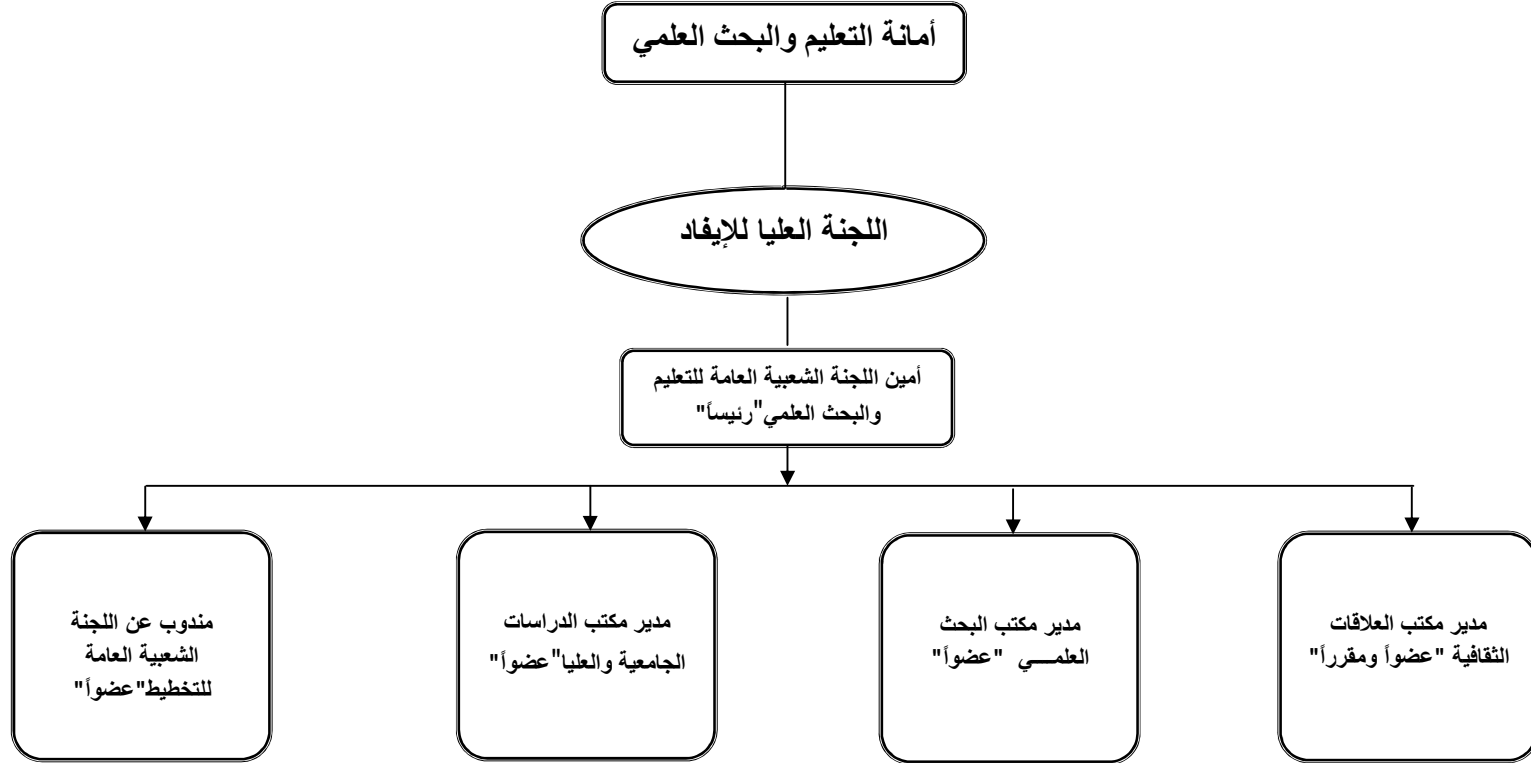 أمانة التعليم والبحث العلمي
اللجنة العليا للإيفاد
أمين اللجنة الشعبية العامة للتعليم
والبحث العلمي"رئيساً"
مدير مكتب العلاقات
الثقافية "عضواً ومقرراً"
مدير مكتب البحث
العلمـــي "عضواً"
مدير مكتب الدراسات
الجامعية والعليا"عضواً"
مندوب عن اللجنة
الشعبية العامة
للتخطيط"عضواً"